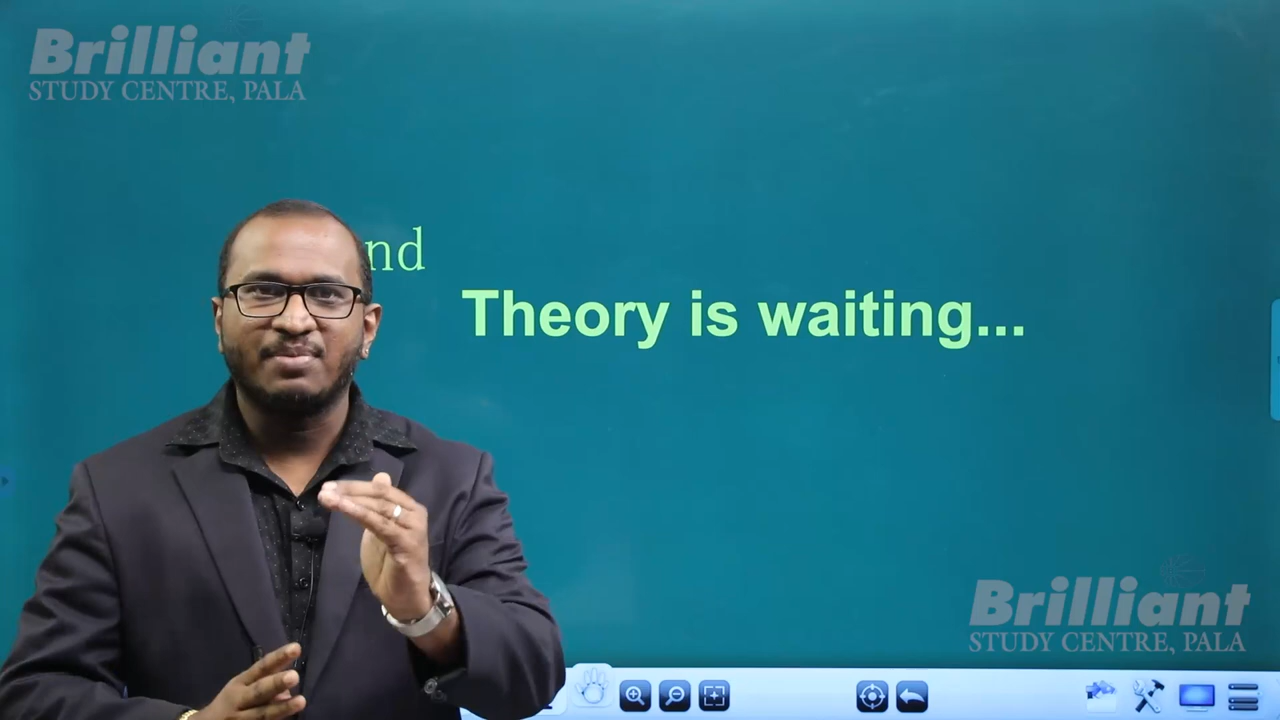 Brilliant
STUDY CENTRE, PALA
nd
Theory is waiting...
Brilliant
STUDY CENTRE, PALA